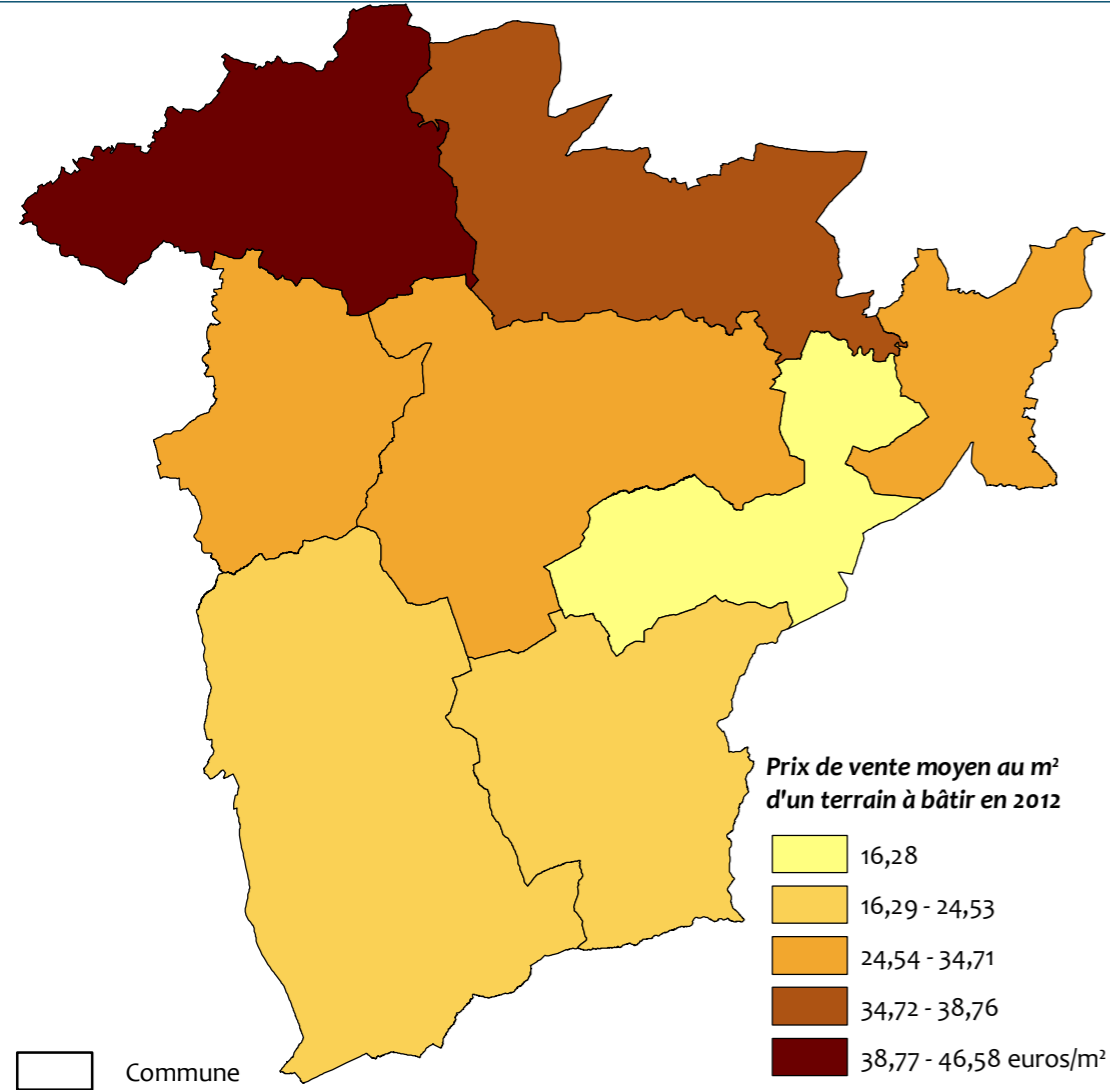 Prix de vente moyen au m²
d'un terrain à bâtir en 2012
16,28
16,29 - 24,53
24,54 - 34,71
34,72 - 38,76
38,77 - 46,58 euros/m²
Commune